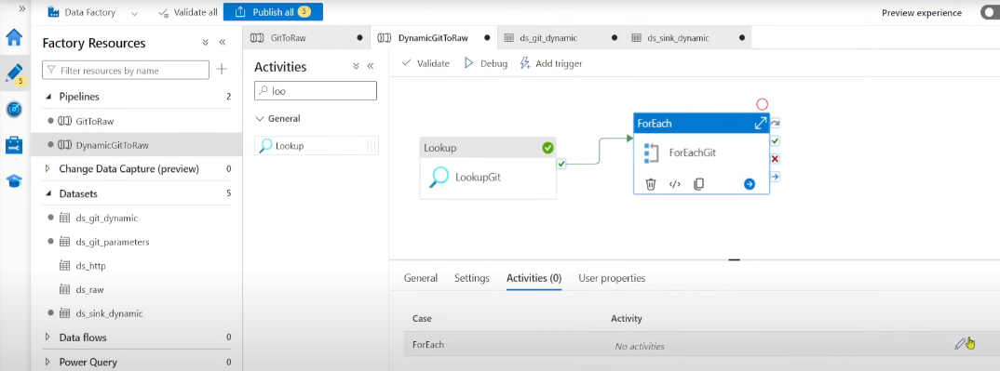 Data Factory
Validate all
Publish all 5
Preview experience
Factory Resources
Filter resources by name
Pipelines 2
GitToRaw
DynamicGitToRaw
Change Data Capture (preview) 0
Datasets 5
ds_git_dynamic
ds_git_parameters
ds_http
ds_raw
ds_sink_dynamic
Data flows 0
Power Query 0
5
GitToRaw
DynamicGitToRaw
ds_git_dynamic
ds_sink_dynamic
Activities
loo
General
Lookup
Validate
Debug
Add trigger
Lookup
LookupGit
ForEach
ForEachGit
General
Settings
Activities (0)
User properties
Case
Activity
ForEach
No activities